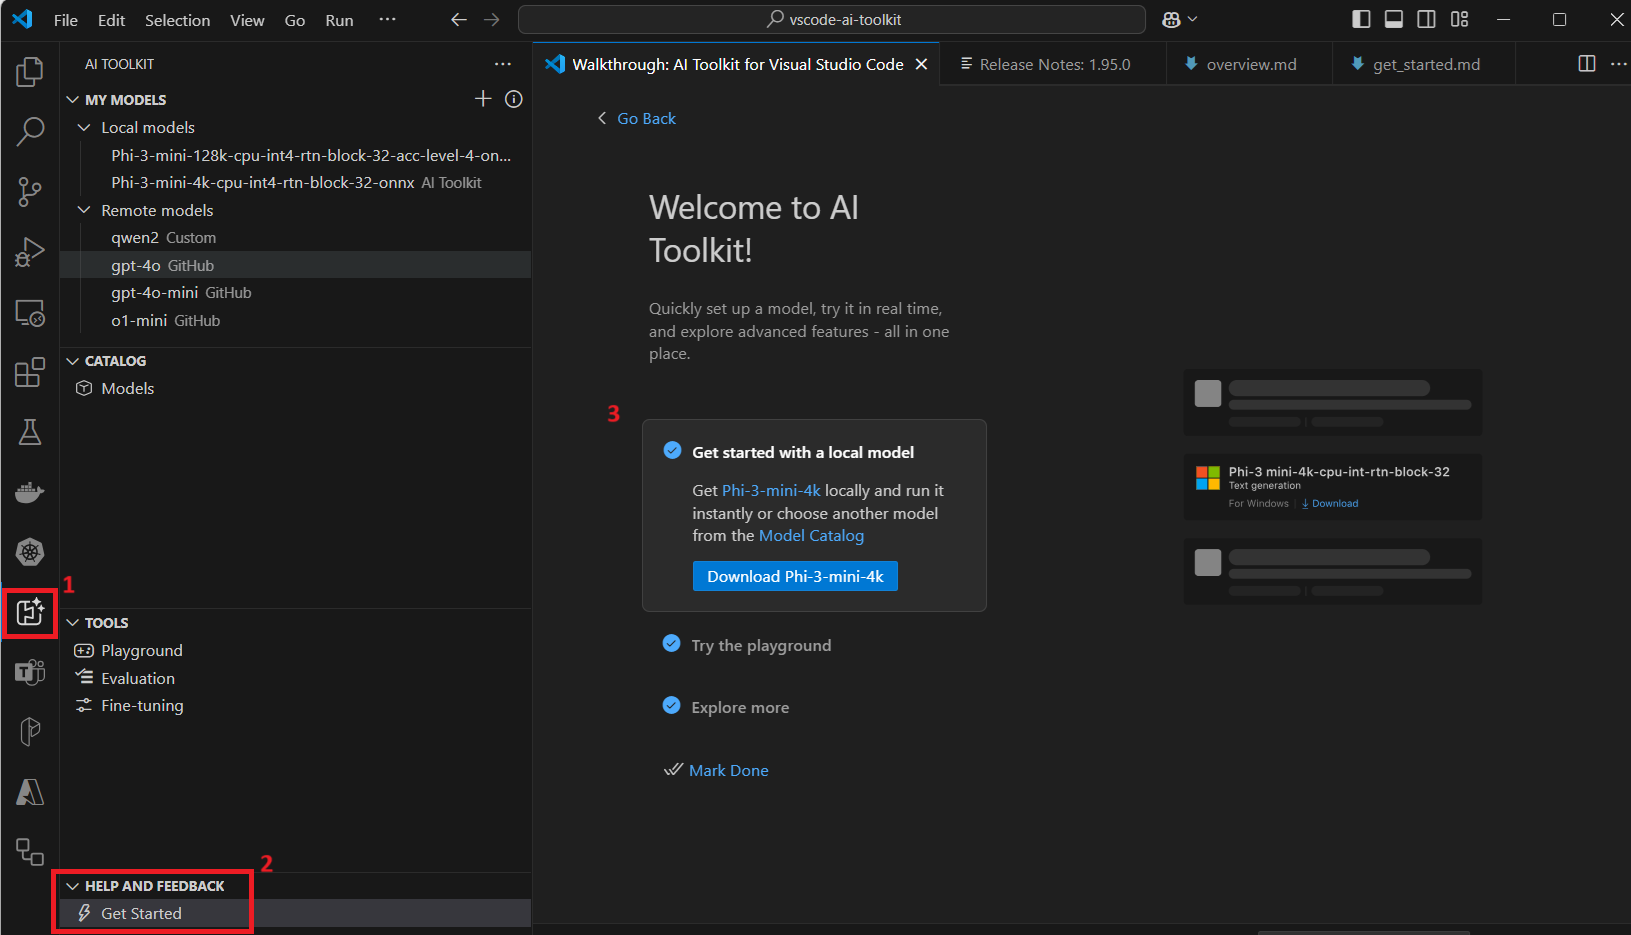 File Edit Selection View Go Run ···
vscode-ai-toolkit
AI TOOLKIT
MY MODELS
Local models
Phi-3-mini-128k-cpu-int4-rtn-block-32-acc-level-4-on...
Phi-3-mini-4k-cpu-int4-rtn-block-32-onnx AI Toolkit
Remote models
qwen2 Custom
gpt-4o GitHub
gpt-4o-mini GitHub
o1-mini GitHub
CATALOG
Models
1
TOOLS
Playground
Evaluation
Fine-tuning
2
HELP AND FEEDBACK
Get Started
Walkthrough: AI Toolkit for Visual Studio Code
Release Notes: 1.95.0
overview.md
get_started.md
Go Back
Welcome to AI
Toolkit!
Quickly set up a model, try it in real time,
and explore advanced features - all in one
place.
3
Get started with a local model
Get Phi-3-mini-4k locally and run it
instantly or choose another model
from the Model Catalog
Download Phi-3-mini-4k
Try the playground
Explore more
Mark Done
Phi-3 mini-4k-cpu-int-rtn-block-32
Text generation
For Windows | Download